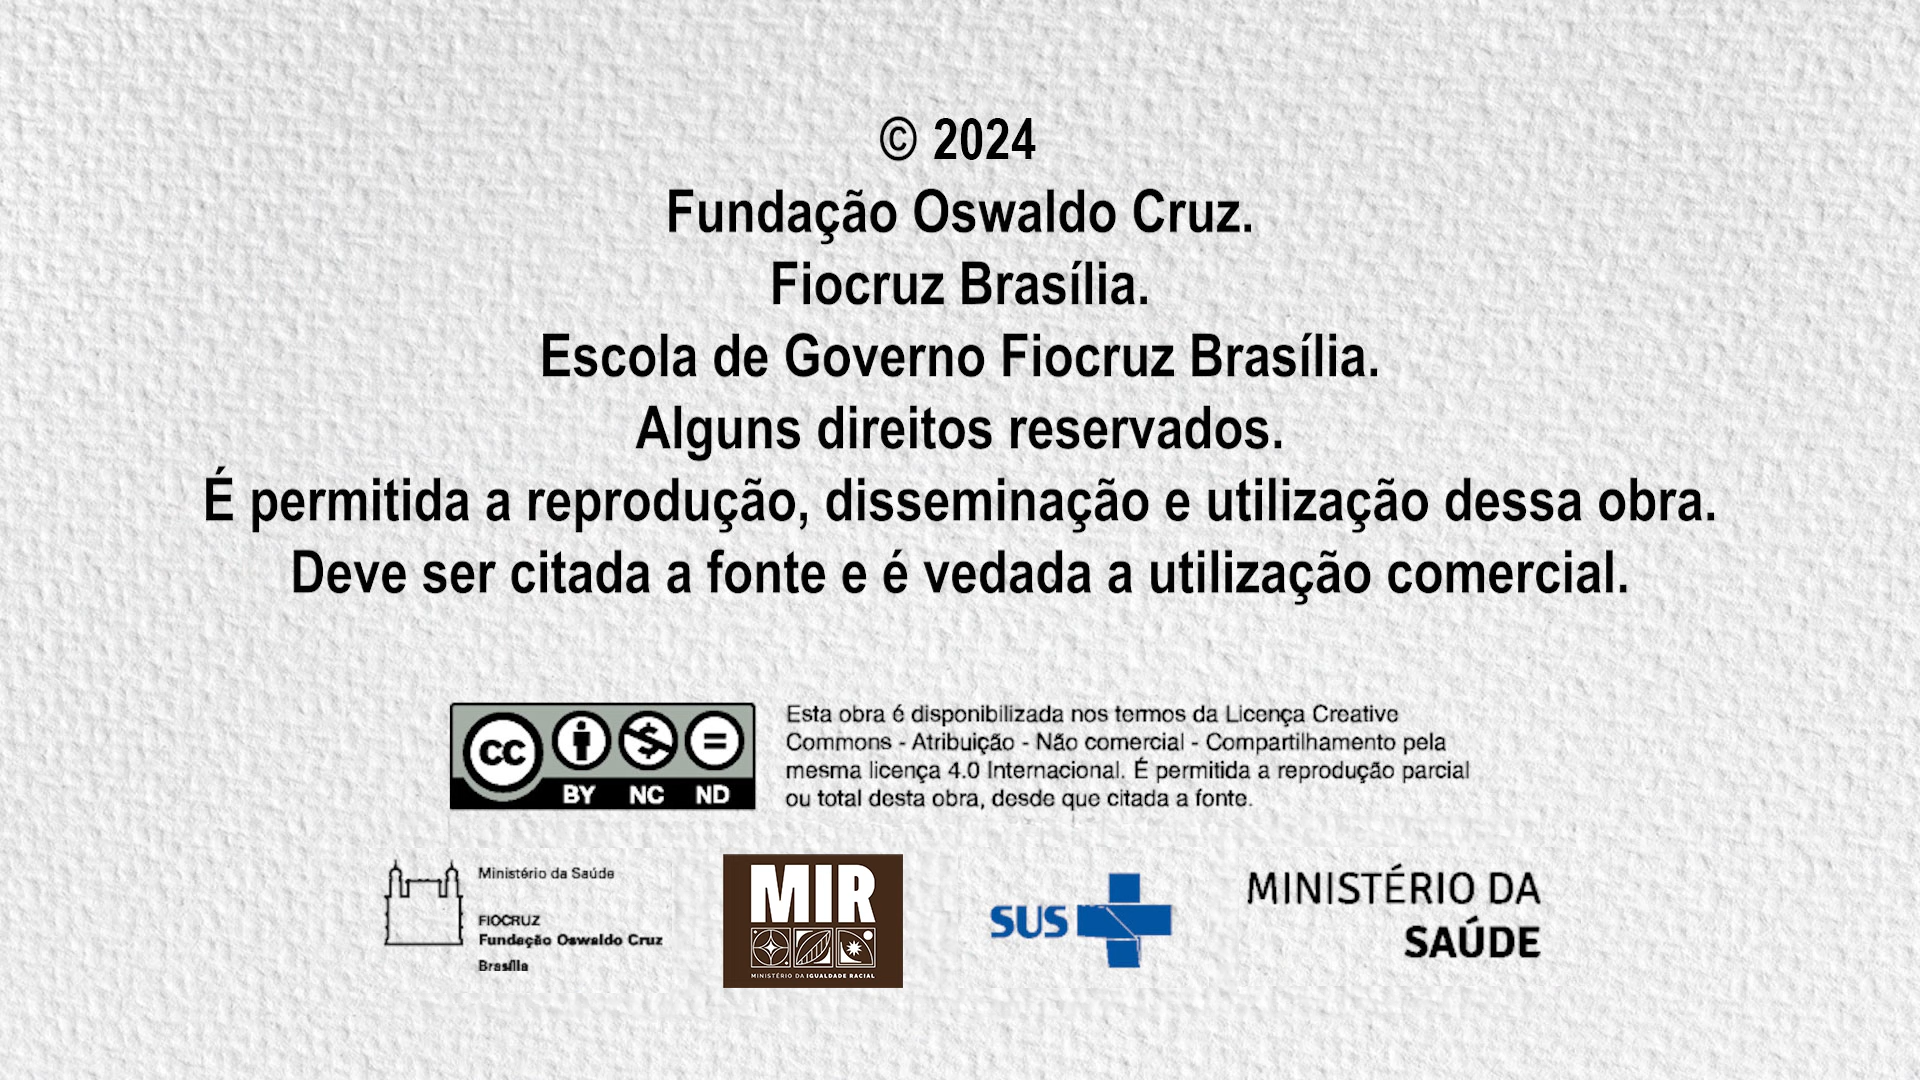 © 2024
Fundação Oswaldo Cruz.
Fiocruz Brasília.
Escola de Governo Fiocruz Brasília.
Alguns direitos reservados.
É permitida a reprodução, disseminação e utilização dessa obra.
Deve ser citada a fonte e é vedada a utilização comercial.
cc
BY NC ND
Esta obra é disponibilizada nos termos da Licença Creative
Commons - Atribuição - Não comercial - Compartilhamento pela
mesma licença 4.0 Internacional. É permitida a reprodução parcial
ou total desta obra, desde que citada a fonte.
Ministério da Saúde
FIOCRUZ
Fundação Oswaldo Cruz
Brasília
MIR
MINISTÉRIO DA IGUALDADE RACIAL
SUS
MINISTÉRIO DA
SAÚDE